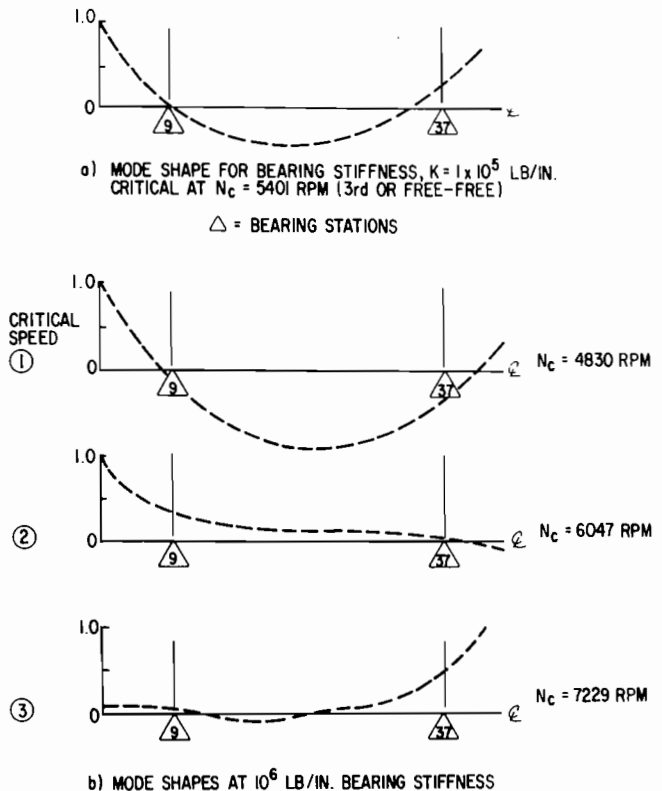 1.0
0
9
37
℄
a) MODE SHAPE FOR BEARING STIFFNESS, K = 1 x 10⁵ LB/IN.
CRITICAL AT Nc = 5401 RPM (3rd OR FREE-FREE)
△ = BEARING STATIONS
1.0
CRITICAL
SPEED
①
0
9
37
℄ Nc = 4830 RPM
1.0
②
0
9
37
℄ Nc = 6047 RPM
1.0
③
0
9
37
℄ Nc = 7229 RPM
b) MODE SHAPES AT 10⁶ LB/IN. BEARING STIFFNESS